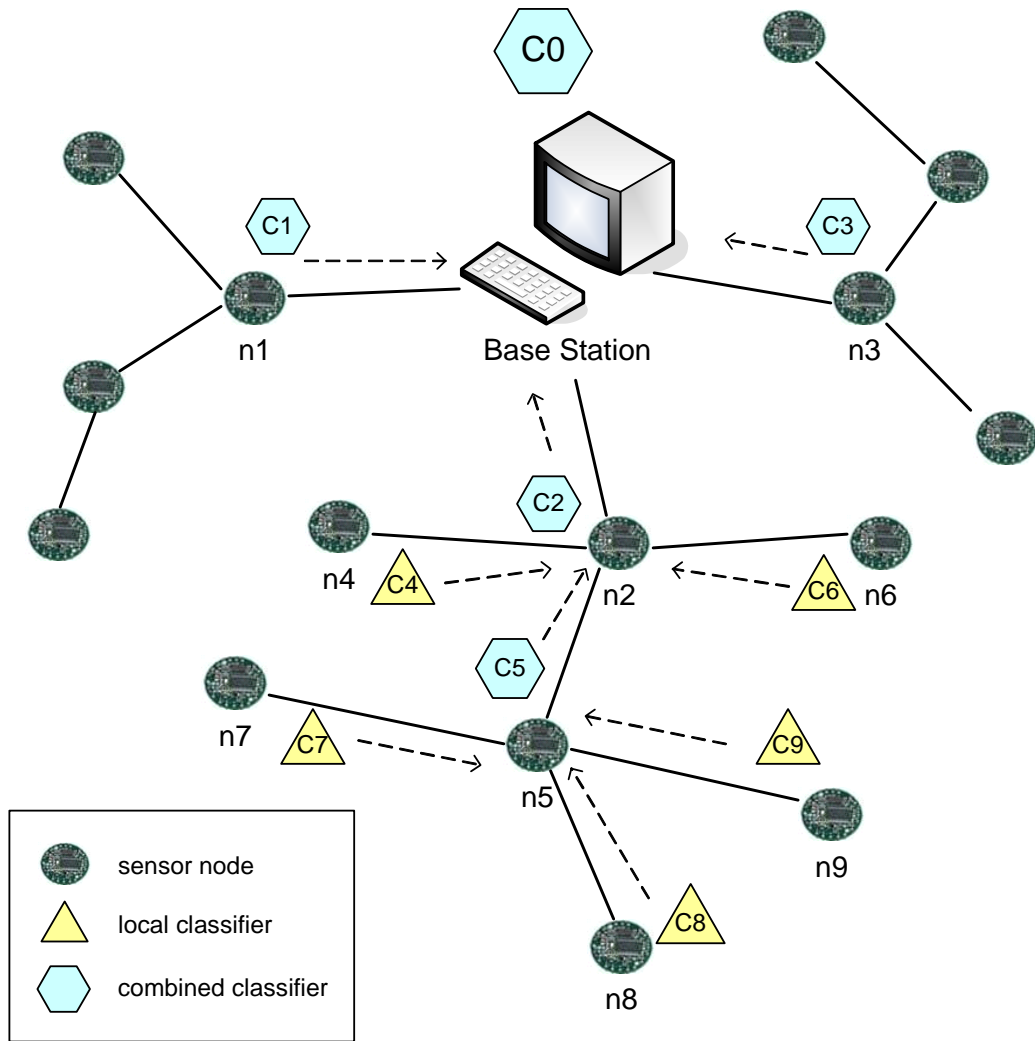 C0
C1
C3
n1
Base Station
n3
C2
n4
C4
n2
C6
n6
C5
n7
C7
C9
n5
n9
C8
n8
sensor node
local classifier
combined classifier